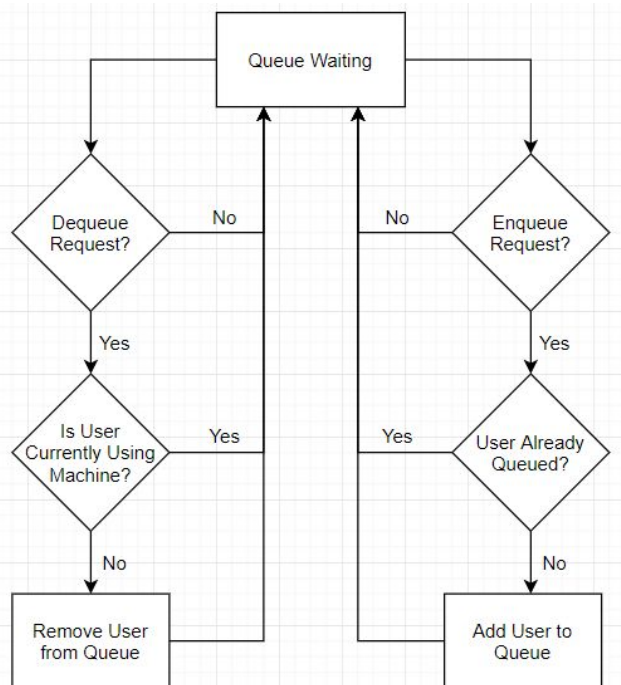 Queue Waiting
Dequeue
Request?
No
No
Enqueue
Request?
Yes
Yes
Is User
Currently Using
Machine?
Yes
Yes
User Already
Queued?
No
No
Remove User
from Queue
Add User to
Queue